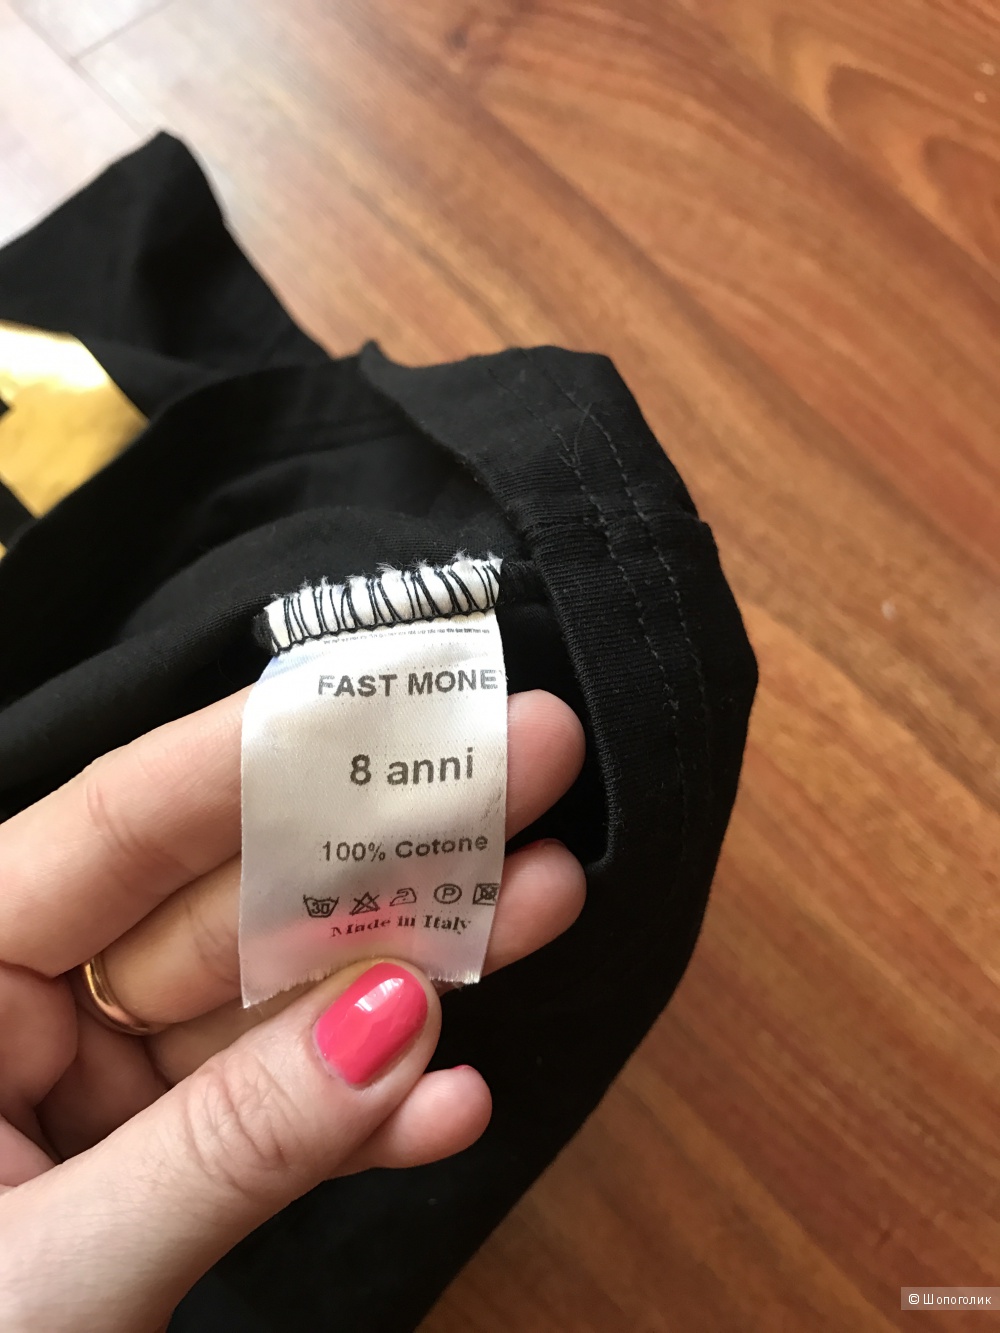 FAST MONE
8 anni
100% Cotone
30 P
Made in Italy
© Шопоголик